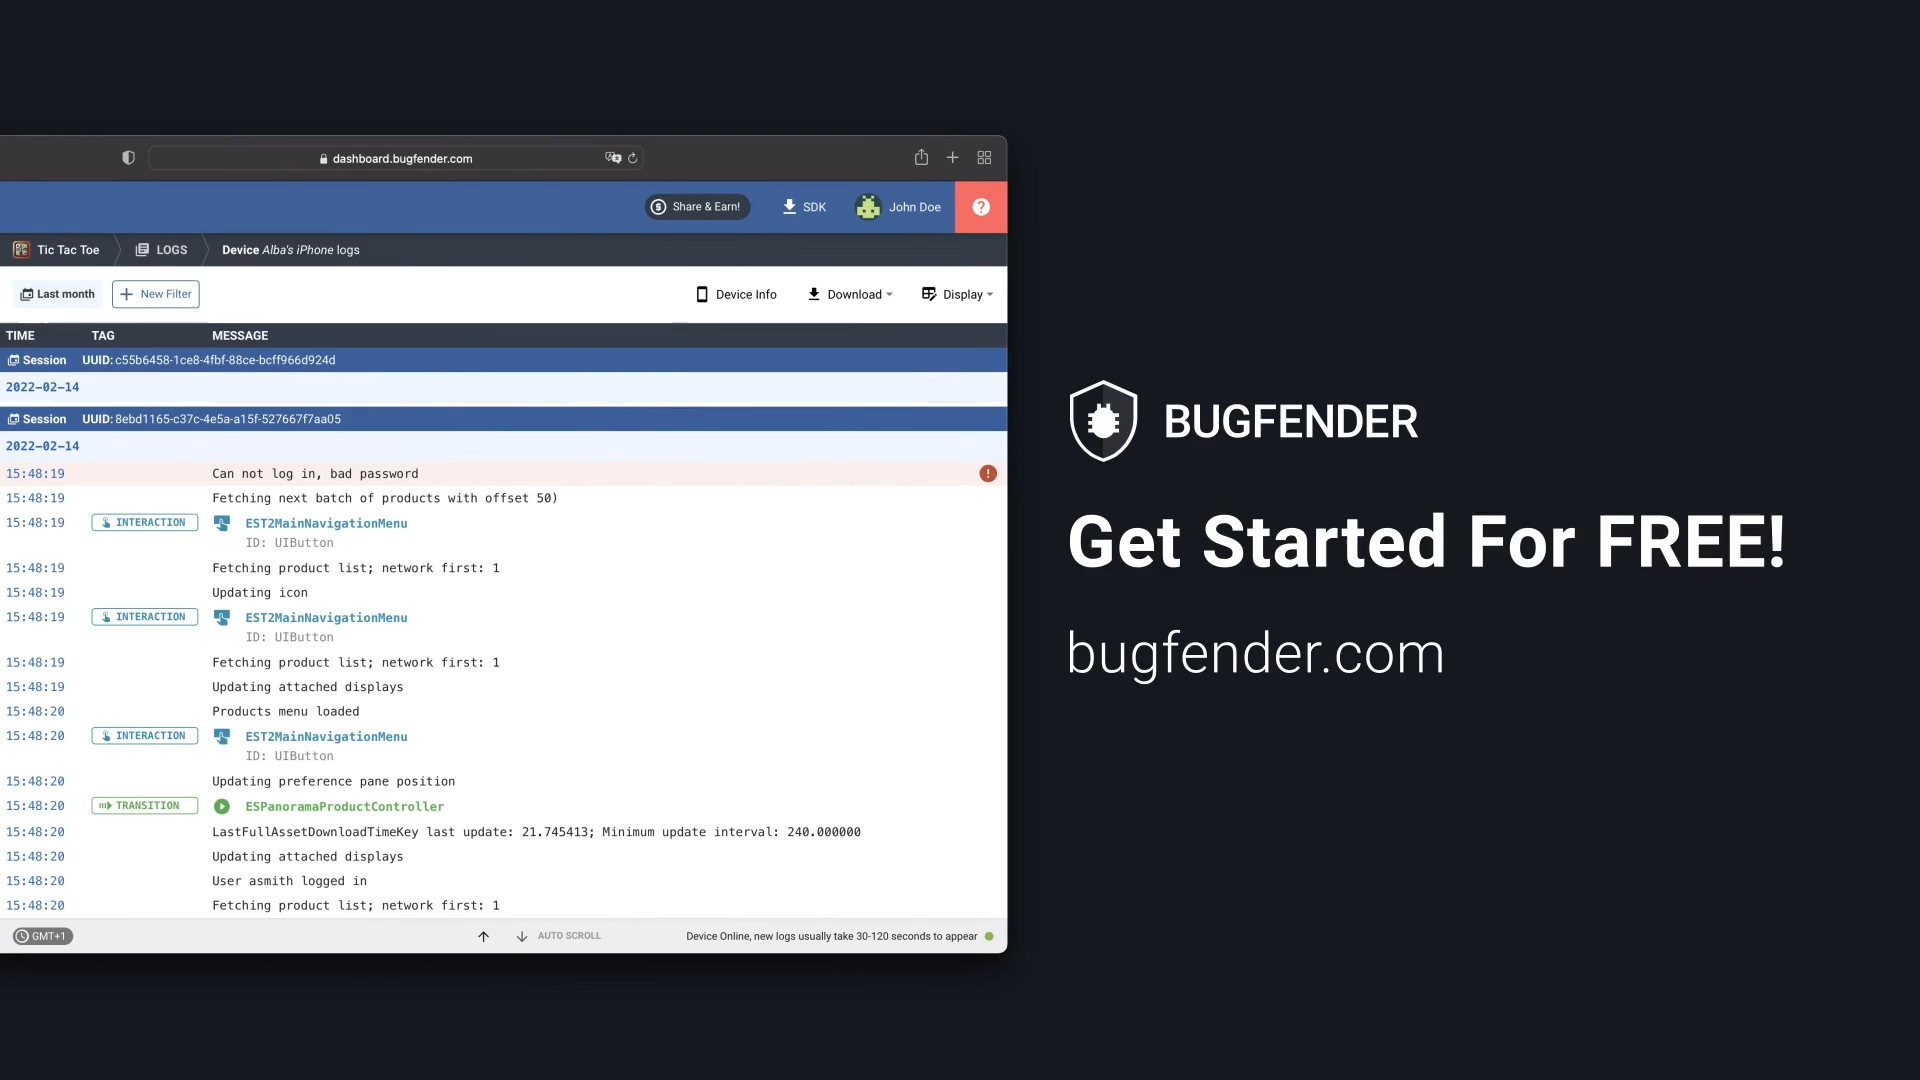 dashboard.bugfender.com
Share & Earn!
SDK
John Doe
Tic Tac Toe
LOGS
Device Alba's iPhone logs
Last month
New Filter
Device Info
Download
Display
TIME TAG MESSAGE
Session UUID: c55b6458-1ce8-4fbf-88ce-bcff966d924d
2022-02-14
Session UUID: 8ebd1165-c37c-4e5a-a15f-527667f7aa05
2022-02-14
15:48:19 Can not log in, bad password
15:48:19 Fetching next batch of products with offset 50)
15:48:19 INTERACTION EST2MainNavigationMenu
ID: UIButton
15:48:19 Fetching product list; network first: 1
15:48:19 Updating icon
15:48:19 INTERACTION EST2MainNavigationMenu
ID: UIButton
15:48:19 Fetching product list; network first: 1
15:48:19 Updating attached displays
15:48:20 Products menu loaded
15:48:20 INTERACTION EST2MainNavigationMenu
ID: UIButton
15:48:20 Updating preference pane position
15:48:20 TRANSITION ESPanoramaProductController
15:48:20 LastFullAssetDownloadTimeKey last update: 21.745413; Minimum update interval: 240.000000
15:48:20 Updating attached displays
15:48:20 User asmith logged in
15:48:20 Fetching product list; network first: 1
GMT+1
AUTO SCROLL
Device Online, new logs usually take 30-120 seconds to appear
BUGFENDER
Get Started For FREE!
bugfender.com